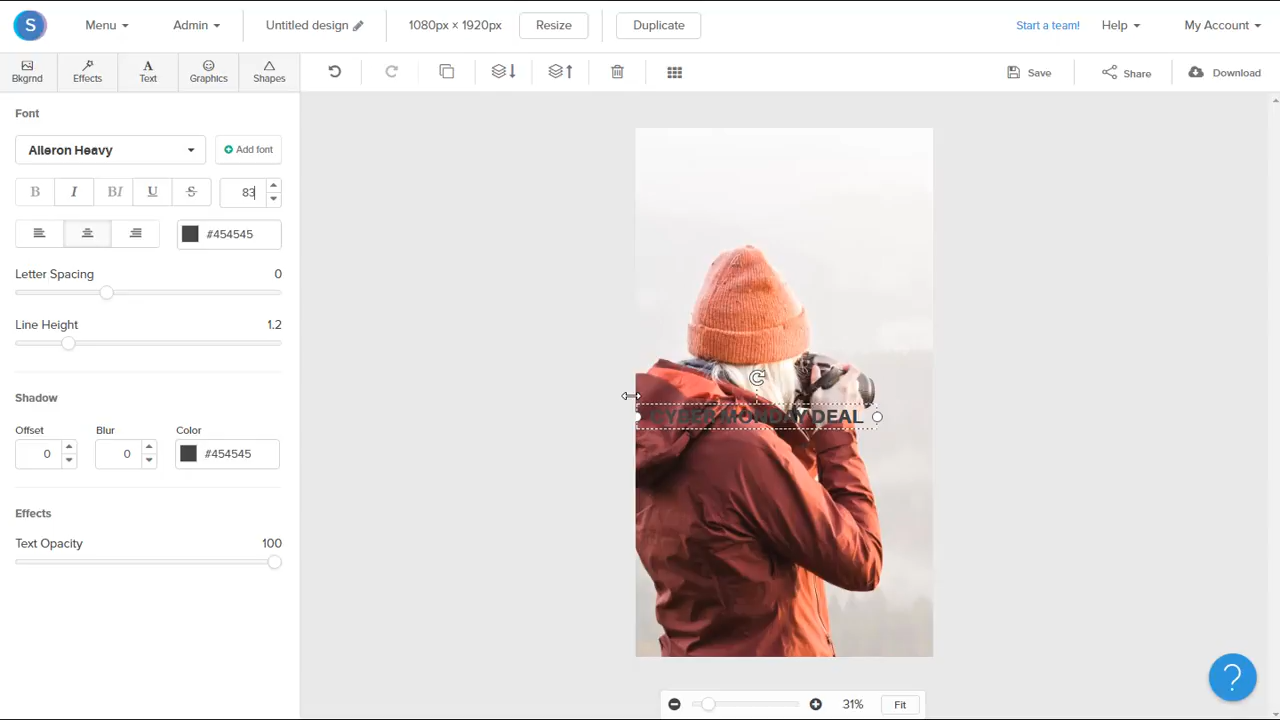 S Menu Admin Untitled design 1080px × 1920px Resize Duplicate Start a team! Help My Account
Bkgrnd Effects Text Graphics Shapes Save Share Download
Font
Aileron Heavy Add font
B I BI U S 83
#454545
Letter Spacing 0
Line Height 1.2
Shadow
Offset Blur Color
0 0 #454545
Effects
Text Opacity 100
CYBER MONDAY DEAL
31% Fit
?